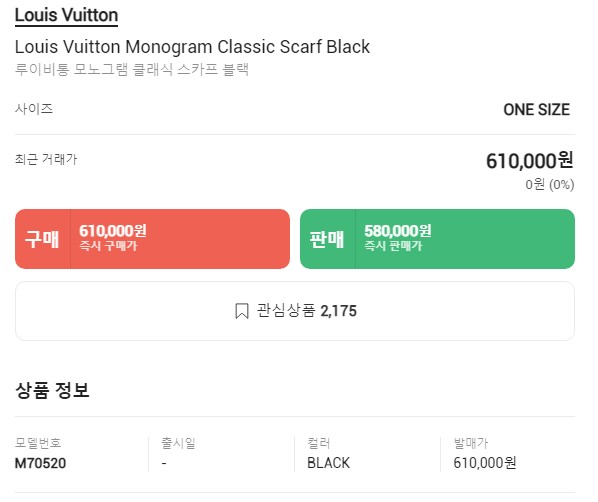 Louis Vuitton
Louis Vuitton Monogram Classic Scarf Black
루이비통 모노그램 클래식 스카프 블랙
사이즈 ONE SIZE
최근 거래가 610,000원
0원 (0%)
구매 610,000원 즉시 구매가
판매 580,000원 즉시 판매가
관심상품 2,175
상품 정보
모델번호 출시일 컬러 발매가
M70520 - BLACK 610,000원